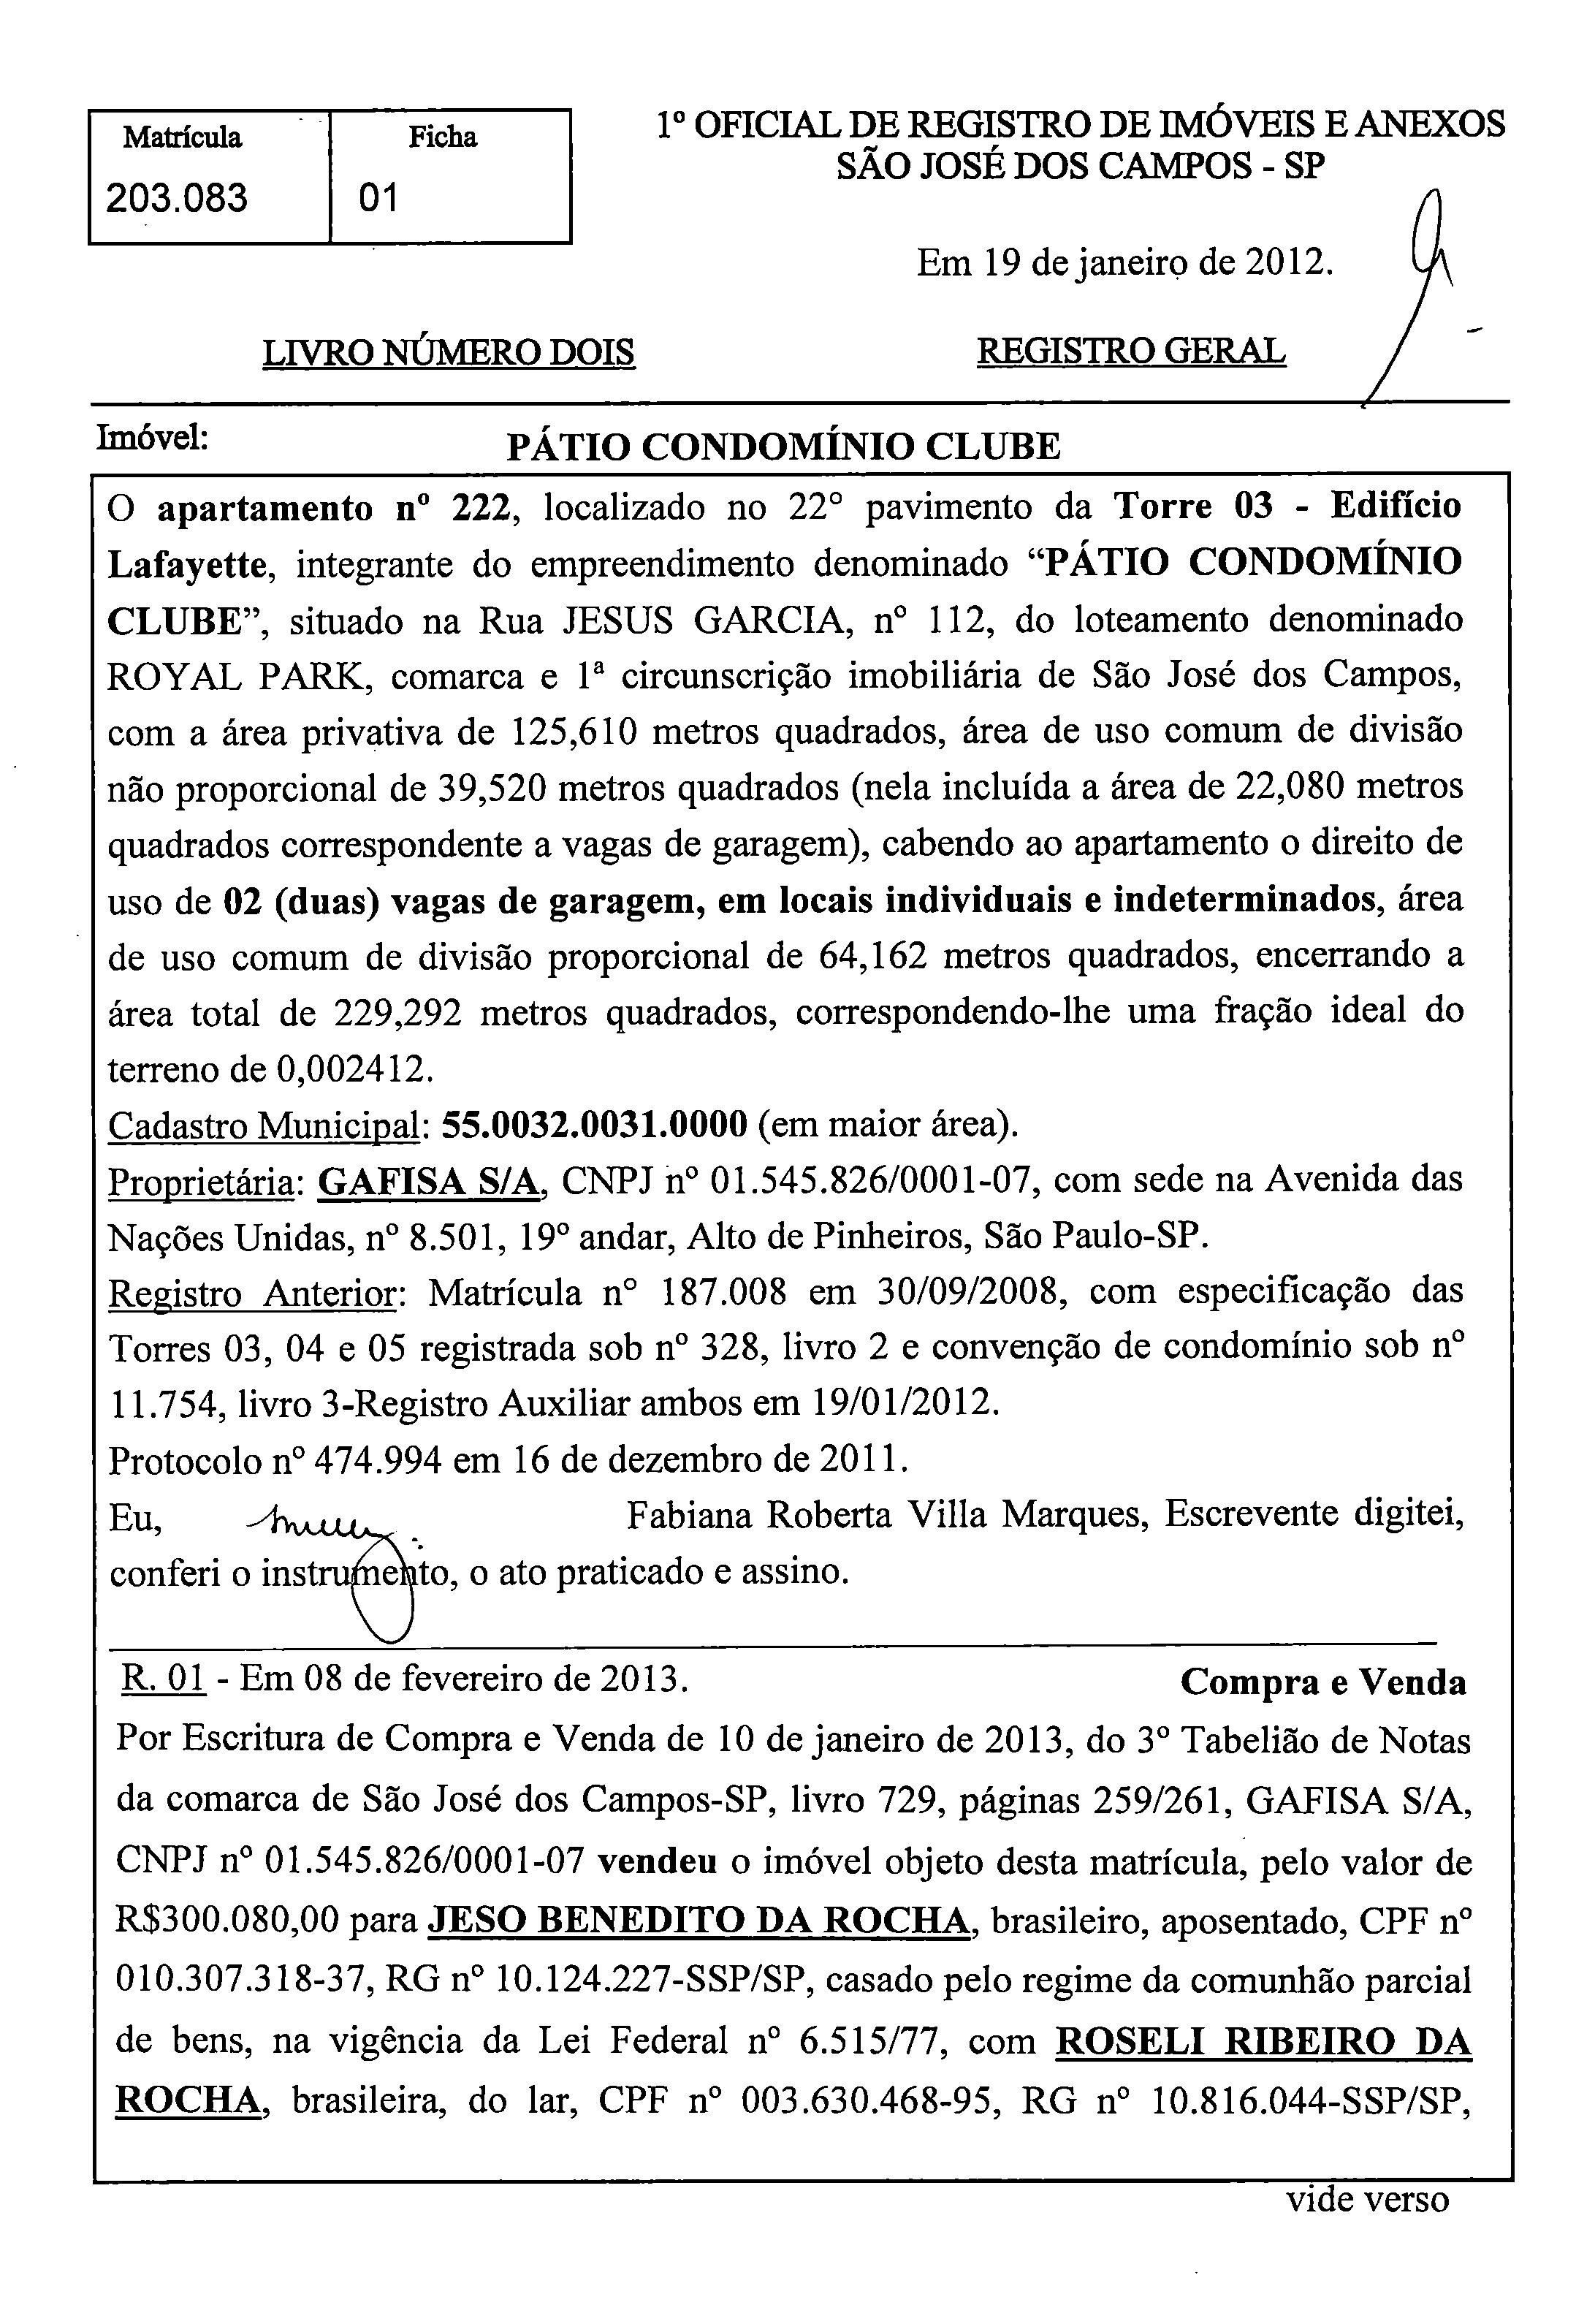 Matrícula
203.083
Ficha
01
1º OFICIAL DE REGISTRO DE IMÓVEIS E ANEXOS
SÃO JOSÉ DOS CAMPOS - SP
Em 19 de janeiro de 2012.
LIVRO NÚMERO DOIS
REGISTRO GERAL
Imóvel:
PÁTIO CONDOMÍNIO CLUBE
O apartamento nº 222, localizado no 22º pavimento da Torre 03 - Edifício
Lafayette, integrante do empreendimento denominado “PÁTIO CONDOMÍNIO
CLUBE”, situado na Rua JESUS GARCIA, nº 112, do loteamento denominado
ROYAL PARK, comarca e 1ª circunscrição imobiliária de São José dos Campos,
com a área privativa de 125,610 metros quadrados, área de uso comum de divisão
não proporcional de 39,520 metros quadrados (nela incluída a área de 22,080 metros
quadrados correspondente a vagas de garagem), cabendo ao apartamento o direito de
uso de 02 (duas) vagas de garagem, em locais individuais e indeterminados, área
de uso comum de divisão proporcional de 64,162 metros quadrados, encerrando a
área total de 229,292 metros quadrados, correspondendo-lhe uma fração ideal do
terreno de 0,002412.
Cadastro Municipal: 55.0032.0031.0000 (em maior área).
Proprietária: GAFISA S/A, CNPJ nº 01.545.826/0001-07, com sede na Avenida das
Nações Unidas, nº 8.501, 19º andar, Alto de Pinheiros, São Paulo-SP.
Registro Anterior: Matrícula nº 187.008 em 30/09/2008, com especificação das
Torres 03, 04 e 05 registrada sob nº 328, livro 2 e convenção de condomínio sob nº
11.754, livro 3-Registro Auxiliar ambos em 19/01/2012.
Protocolo nº 474.994 em 16 de dezembro de 2011.
Eu, Fabiana Roberta Villa Marques, Escrevente digitei,
conferi o instrumento, o ato praticado e assino.
R. 01 - Em 08 de fevereiro de 2013. Compra e Venda
Por Escritura de Compra e Venda de 10 de janeiro de 2013, do 3º Tabelião de Notas
da comarca de São José dos Campos-SP, livro 729, páginas 259/261, GAFISA S/A,
CNPJ nº 01.545.826/0001-07 vendeu o imóvel objeto desta matrícula, pelo valor de
R$300.080,00 para JESO BENEDITO DA ROCHA, brasileiro, aposentado, CPF nº
010.307.318-37, RG nº 10.124.227-SSP/SP, casado pelo regime da comunhão parcial
de bens, na vigência da Lei Federal nº 6.515/77, com ROSELI RIBEIRO DA
ROCHA, brasileira, do lar, CPF nº 003.630.468-95, RG nº 10.816.044-SSP/SP,
vide verso